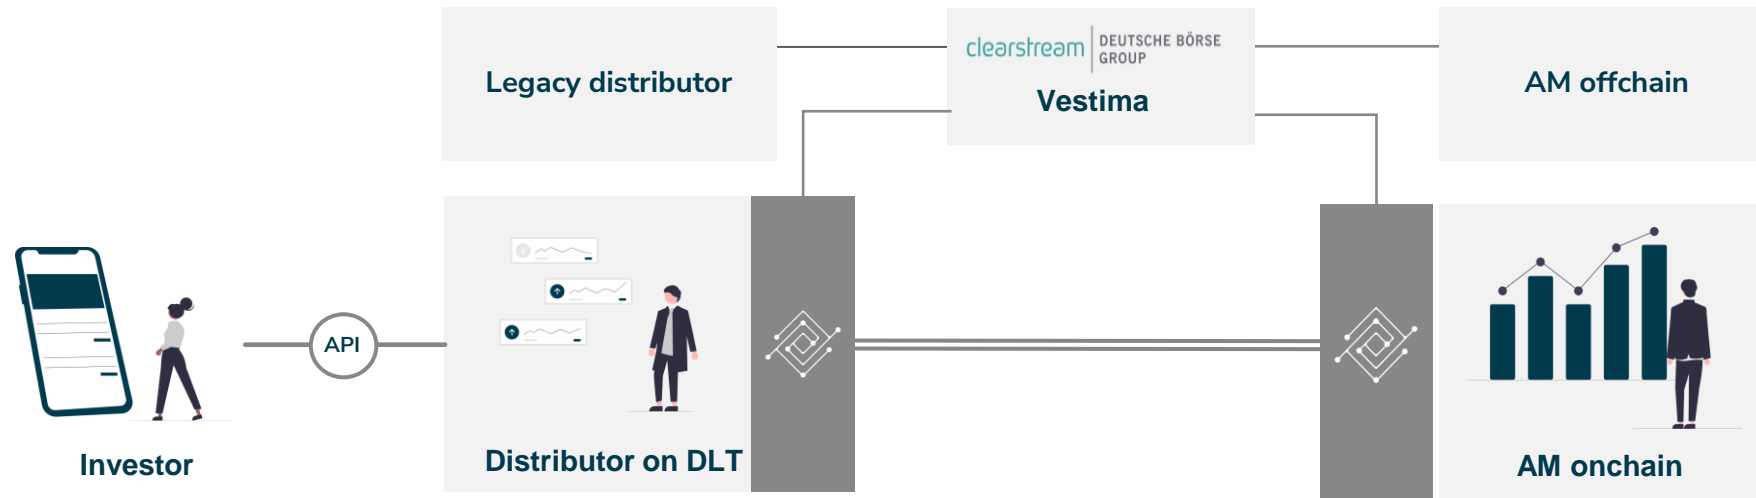 Legacy distributor
clearstream
DEUTSCHE BÖRSE
GROUP
Vestima
AM offchain
API
Investor
Distributor on DLT
AM onchain